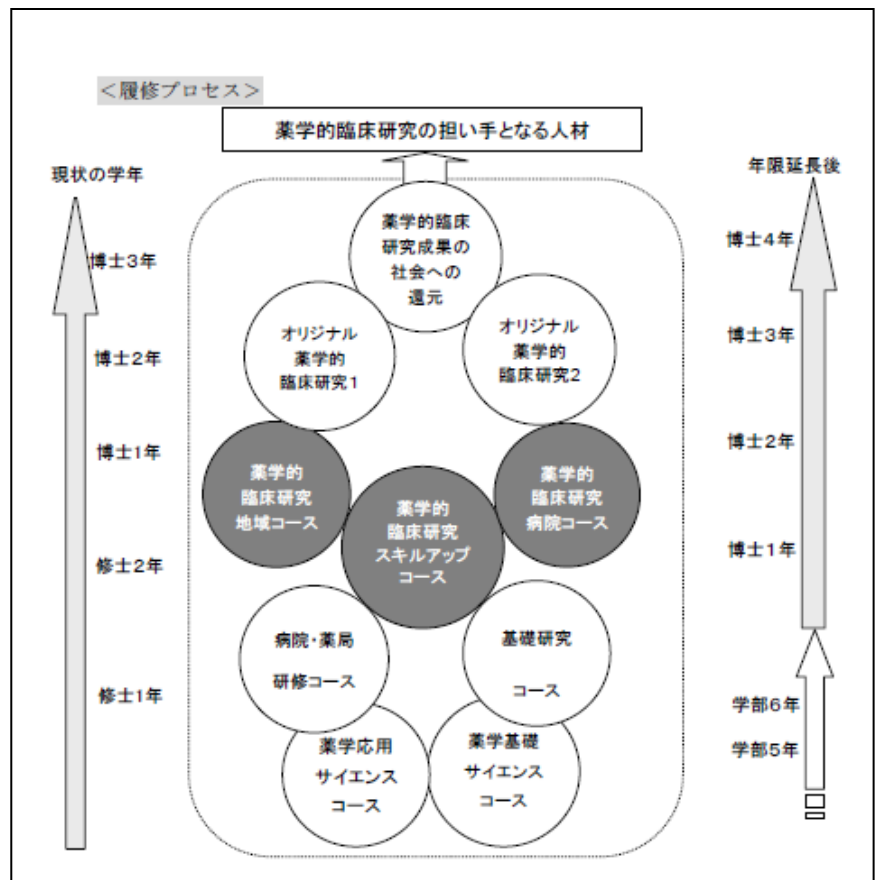 ＜履修プロセス＞
薬学的臨床研究の担い手となる人材
現状の学年
博士3年
博士2年
博士1年
修士2年
修士1年
薬学的臨床
研究成果の
社会への
還元
オリジナル
薬学的
臨床研究1
オリジナル
薬学的
臨床研究2
薬学的
臨床研究
地域コース
薬学的
臨床研究
スキルアップ
コース
薬学的
臨床研究
病院コース
病院・薬局
研修コース
基礎研究
コース
薬学応用
サイエンス
コース
薬学基礎
サイエンス
コース
年限延長後
博士4年
博士3年
博士2年
博士1年
学部6年
学部5年